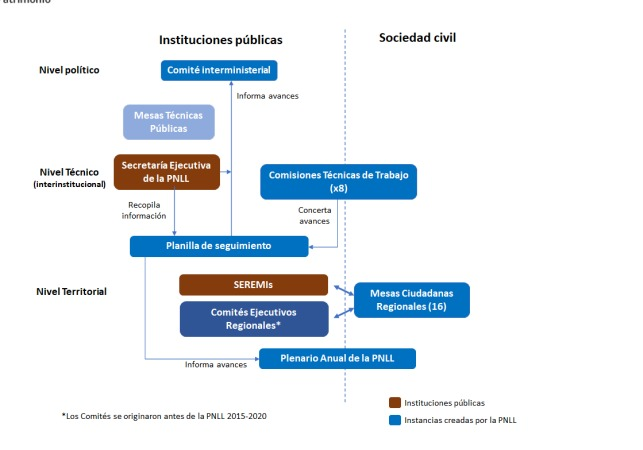 Instituciones públicas
Sociedad civil
Nivel político
Comité interministerial
Informa avances
Mesas Técnicas
Públicas
Nivel Técnico
(interinstitucional)
Secretaría Ejecutiva
de la PNLL
Comisiones Técnicas de Trabajo
(x8)
Recopila
información
Concerta
avances
Planilla de seguimiento
Nivel Territorial
SEREMIs
Comités Ejecutivos
Regionales*
Mesas Ciudadanas
Regionales (16)
Plenario Anual de la PNLL
Informa avances
*Los Comités se originaron antes de la PNLL 2015-2020
Instituciones públicas
Instancias creadas por la PNLL